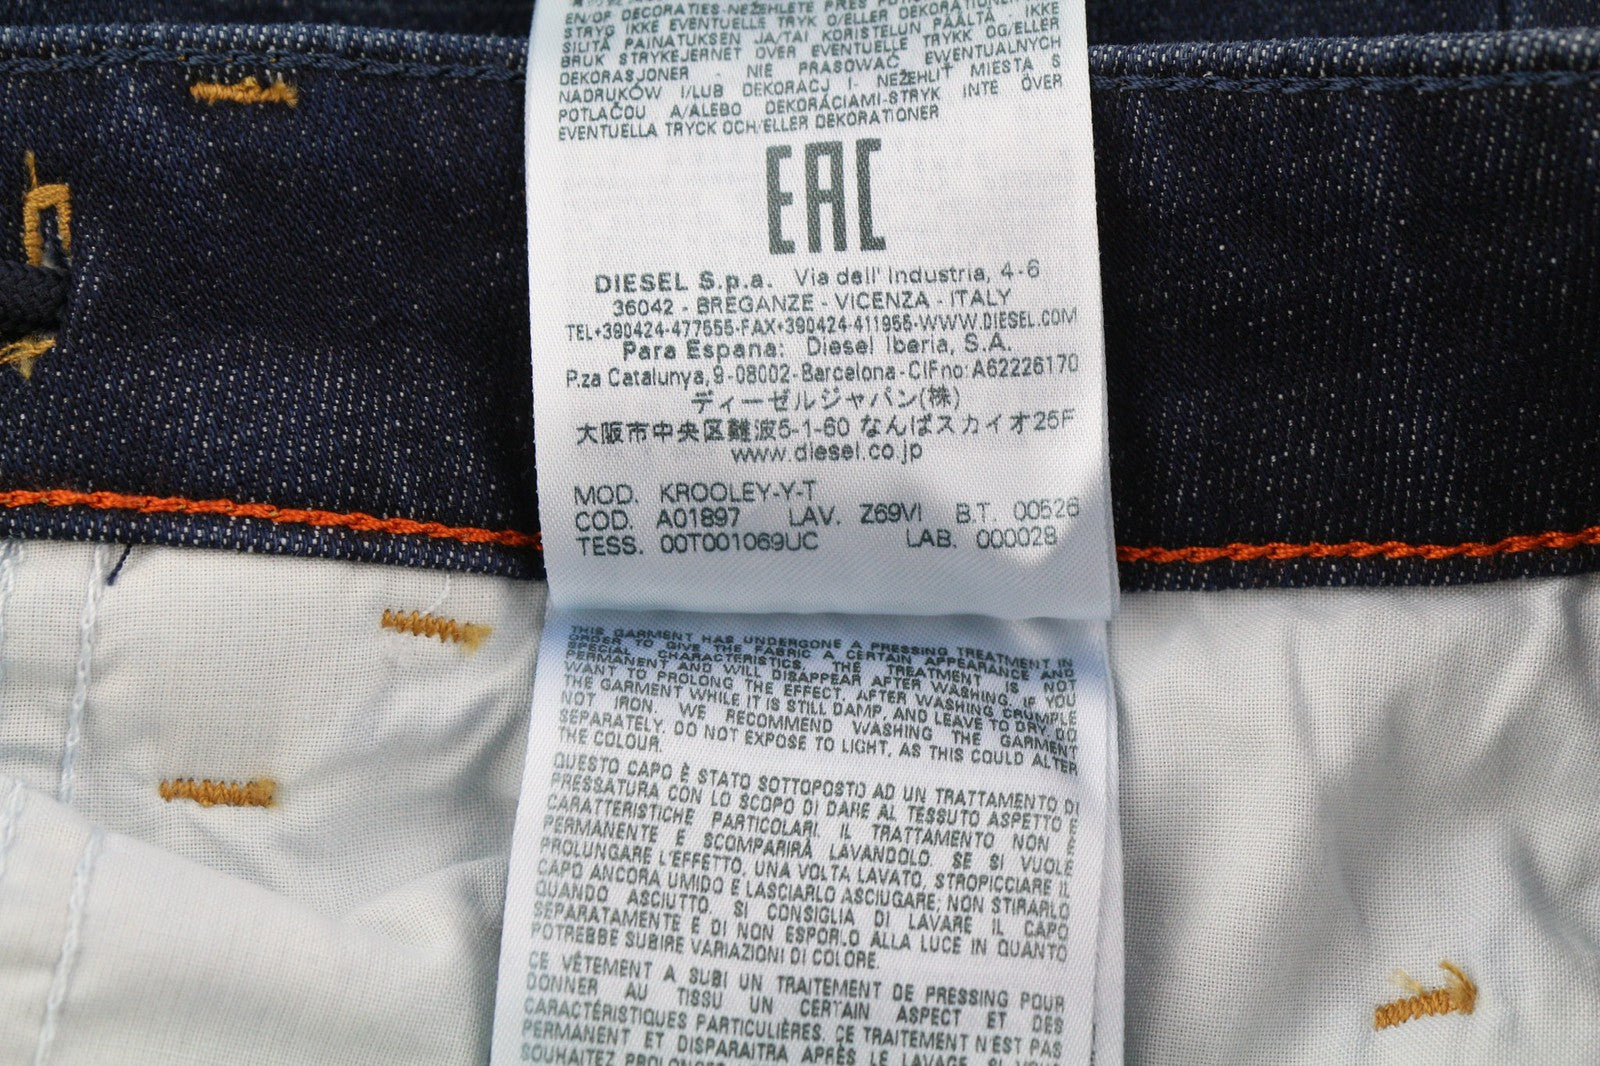 EN/OF DECORATIES-NEŽEHLETE PŘES
STRYG IKKE EVENTUELLE TRYK O/ELLER DEKORATIONER IKKE
SILITÄ PAINATUKSEN JA/TAI KORISTELUN PÄÄLTÄ
BRUK STRYKEJERNET OVER EVENTUELLE TRYKK OG/ELLER
DEKORASJONER - NIE PRASOWAĆ EWENTUALNYCH
NADRUKÓW I/LUB DEKORACJ I- NEŽEHLIŤ MIESTA S
POTLAČOU A/ALEBO DEKORÁCIAMI-STRYK INTE ÖVER
EVENTUELLA TRYCK OCH/ELLER DEKORATIONER
EAC
DIESEL S.p.a. Via dell' Industria, 4-6
36042 - BREGANZE - VICENZA - ITALY
TEL+390424-477555-FAX+390424-411955-WWW.DIESEL.COM
Para Espana: Diesel Iberia, S.A.
P.za Catalunya,9-08002-Barcelona-CIFno:A62226170
ディーゼルジャパン(株)
大阪市中央区難波5-1-60 なんばスカイオ25F
www.diesel.co.jp
MOD. KROOLEY-Y-T
COD. A01897 LAV. Z69VI B.T. 00526
TESS. 00T001069UC LAB. 000028
THIS GARMENT HAS UNDERGONE A PRESSING TREATMENT IN
ORDER TO GIVE THE FABRIC A CERTAIN APPEARANCE AND
SPECIAL CHARACTERISTICS. THE TREATMENT IS NOT
PERMANENT AND WILL DISAPPEAR AFTER WASHING. IF YOU
WANT TO PROLONG THE EFFECT, AFTER WASHING CRUMPLE
THE GARMENT WHILE IT IS STILL DAMP, AND LEAVE TO DRY DO
NOT IRON. WE RECOMMEND WASHING THE GARMENT
SEPARATELY. DO NOT EXPOSE TO LIGHT, AS THIS COULD ALTER
THE COLOUR.
QUESTO CAPO È STATO SOTTOPOSTO AD UN TRATTAMENTO DI
PRESSATURA CON LO SCOPO DI DARE AL TESSUTO ASPETTO E
CARATTERISTICHE PARTICOLARI. IL TRATTAMENTO NON È
PERMANENTE E SCOMPARIRÀ LAVANDOLO. SE SI VUOLE
PROLUNGARE L'EFFETTO, UNA VOLTA LAVATO, STROPICCIARE IL
CAPO ANCORA UMIDO E LASCIARLO ASCIUGARE; NON STIRARLO
QUANDO ASCIUTTO. SI CONSIGLIA DI LAVARE IL CAPO
SEPARATAMENTE E DI NON ESPORLO ALLA LUCE IN QUANTO
POTREBBE SUBIRE VARIAZIONI DI COLORE.
CE VÊTEMENT A SUBI UN TRAITEMENT DE PRESSING POUR
DONNER AU TISSU UN CERTAIN ASPECT ET DES
CARACTÉRISTIQUES PARTICULIÈRES. CE TRAITEMENT N'EST PAS
PERMANENT ET DISPARAITRA APRÈS LE LAVAGE. SI VOUS
SOUHAITEZ